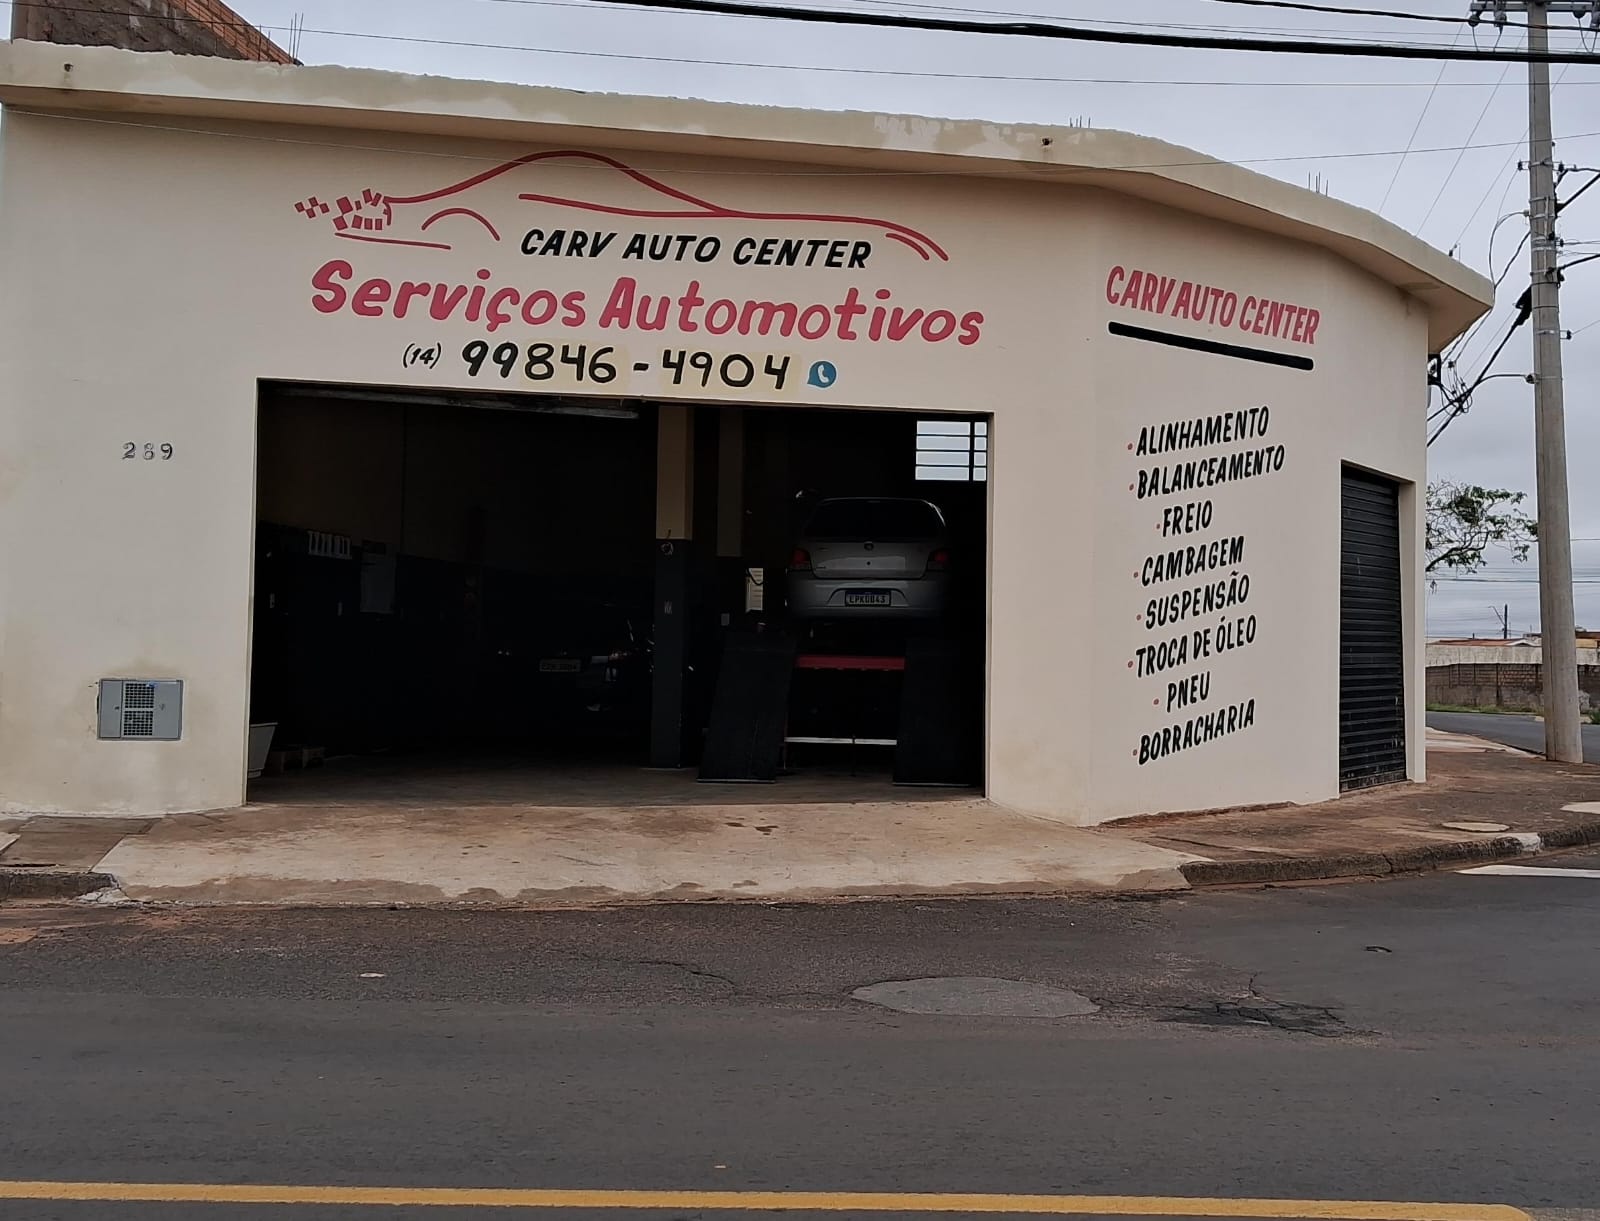 CARV AUTO CENTER
Serviços Automotivos
(14) 99846-4904
289
CARV AUTO CENTER
• ALINHAMENTO
• BALANCEAMENTO
• FREIO
• CAMBAGEM
• SUSPENSÃO
• TROCA DE ÓLEO
• PNEU
• BORRACHARIA